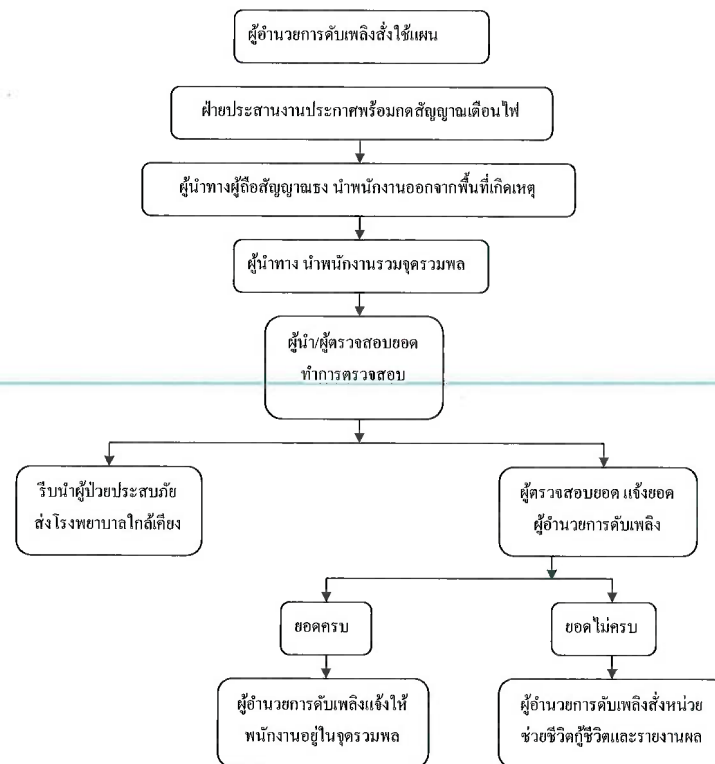 ผู้อำนวยการดับเพลิงสั่งใช้แผน
ฝ่ายประสานงานประกาศพร้อมกดสัญญาณเตือนไฟ
ผู้นำทางผู้ถือสัญญาณธง นำพนักงานออกจากพื้นที่เกิดเหตุ
ผู้นำทาง นำพนักงานรวมจุดรวมพล
ผู้นำ/ผู้ตรวจสอบยอด
ทำการตรวจสอบ
รีบนำผู้ป่วยประสบภัย
ส่งโรงพยาบาลใกล้เคียง
ผู้ตรวจสอบยอด แจ้งยอด
ผู้อำนวยการดับเพลิง
ยอดครบ
ยอดไม่ครบ
ผู้อำนวยการดับเพลิงแจ้งให้
พนักงานอยู่ในจุดรวมพล
ผู้อำนวยการดับเพลิงสั่งหน่วย
ช่วยชีวิตกู้ชีวิตและรายงานผล